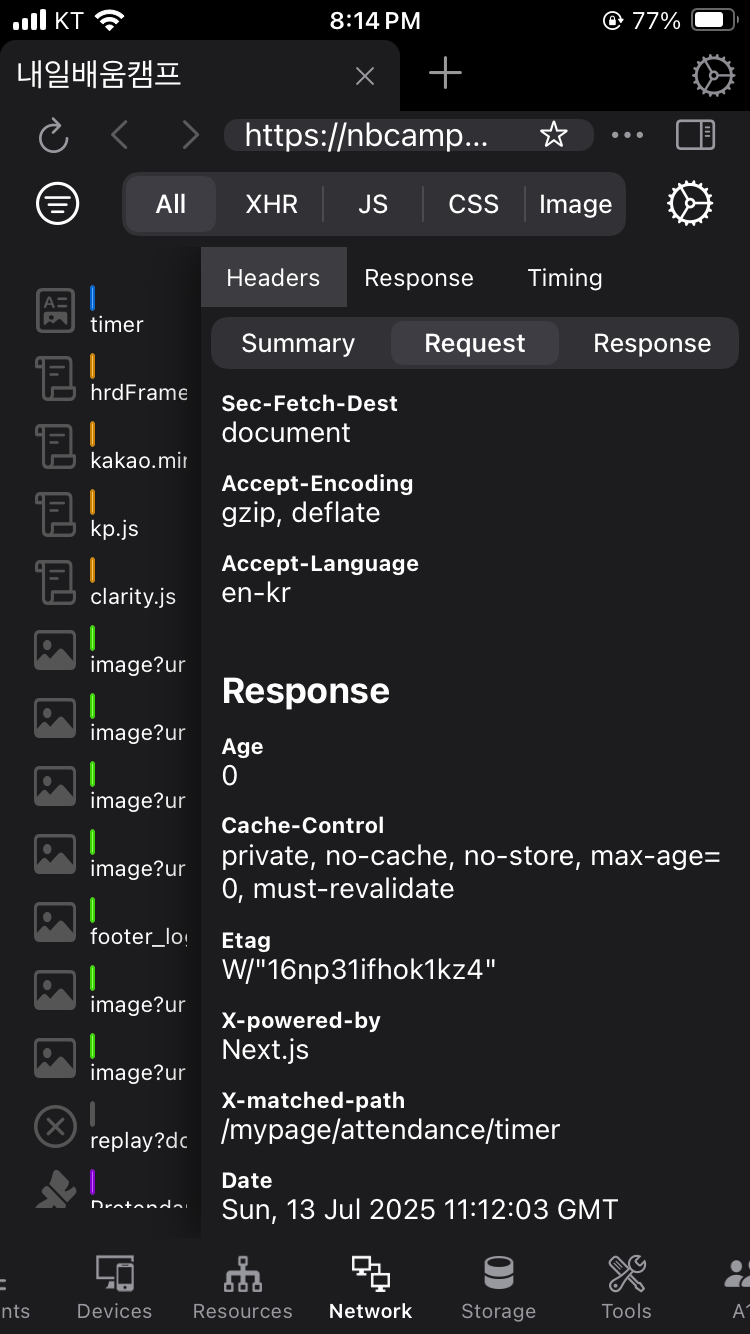 KT
8:14 PM
77%
내일배움캠프
https://nbcamp...
All
XHR
JS
CSS
Image
timer
hrdFrame
kakao.mi
kp.js
clarity.js
image?ur
image?ur
image?ur
image?ur
footer_lo
image?ur
image?ur
replay?do
Headers
Response
Timing
Summary
Request
Response
Sec-Fetch-Dest
document
Accept-Encoding
gzip, deflate
Accept-Language
en-kr
Response
Age
0
Cache-Control
private, no-cache, no-store, max-age=
0, must-revalidate
Etag
W/"16np31ifhok1kz4"
X-powered-by
Next.js
X-matched-path
/mypage/attendance/timer
Date
Sun, 13 Jul 2025 11:12:03 GMT
nts
Devices
Resources
Network
Storage
Tools